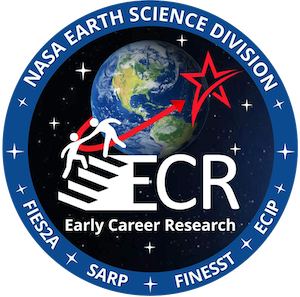 NASA EARTH SCIENCE DIVISION
ECR
Early Career Research
FIES2A
SARP
FINESST
ECIP